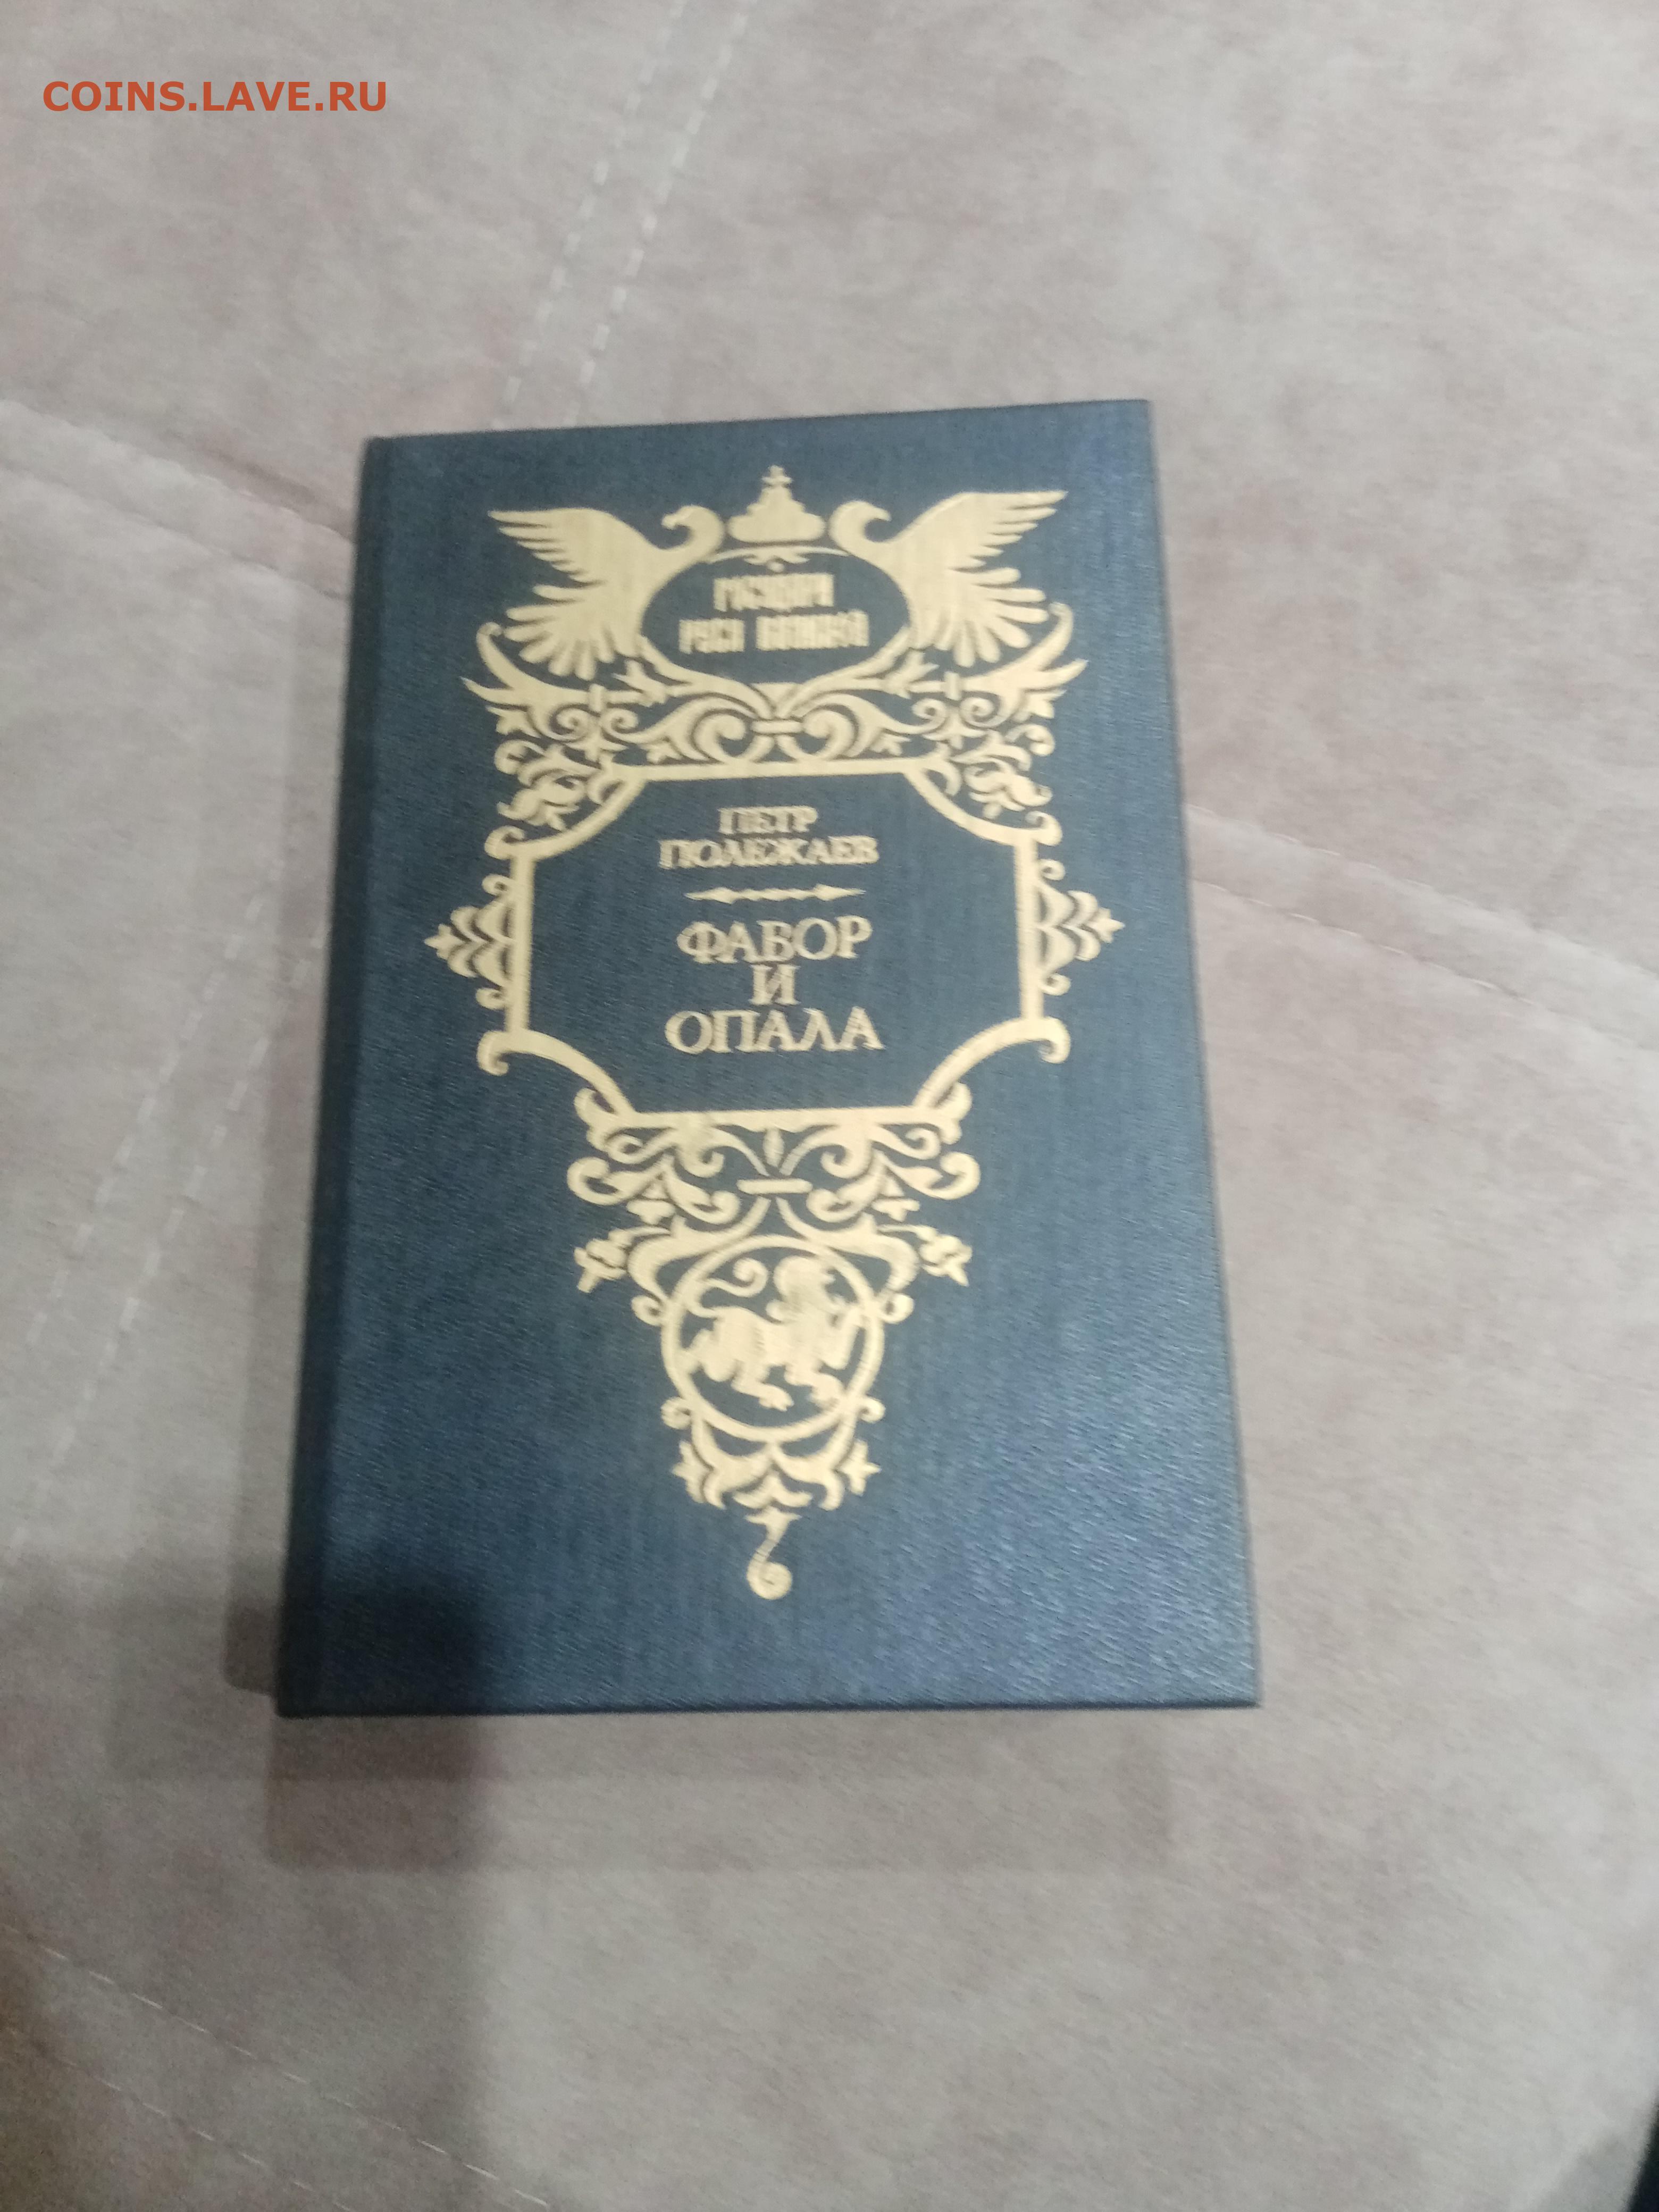 COINS.LAVE.RU
ГОСУДАРИ
РУСИ ВЕЛИКОЙ
ПЕТР
ПОЛЕЖАЕВ
ФАВОР
И
ОПАЛА